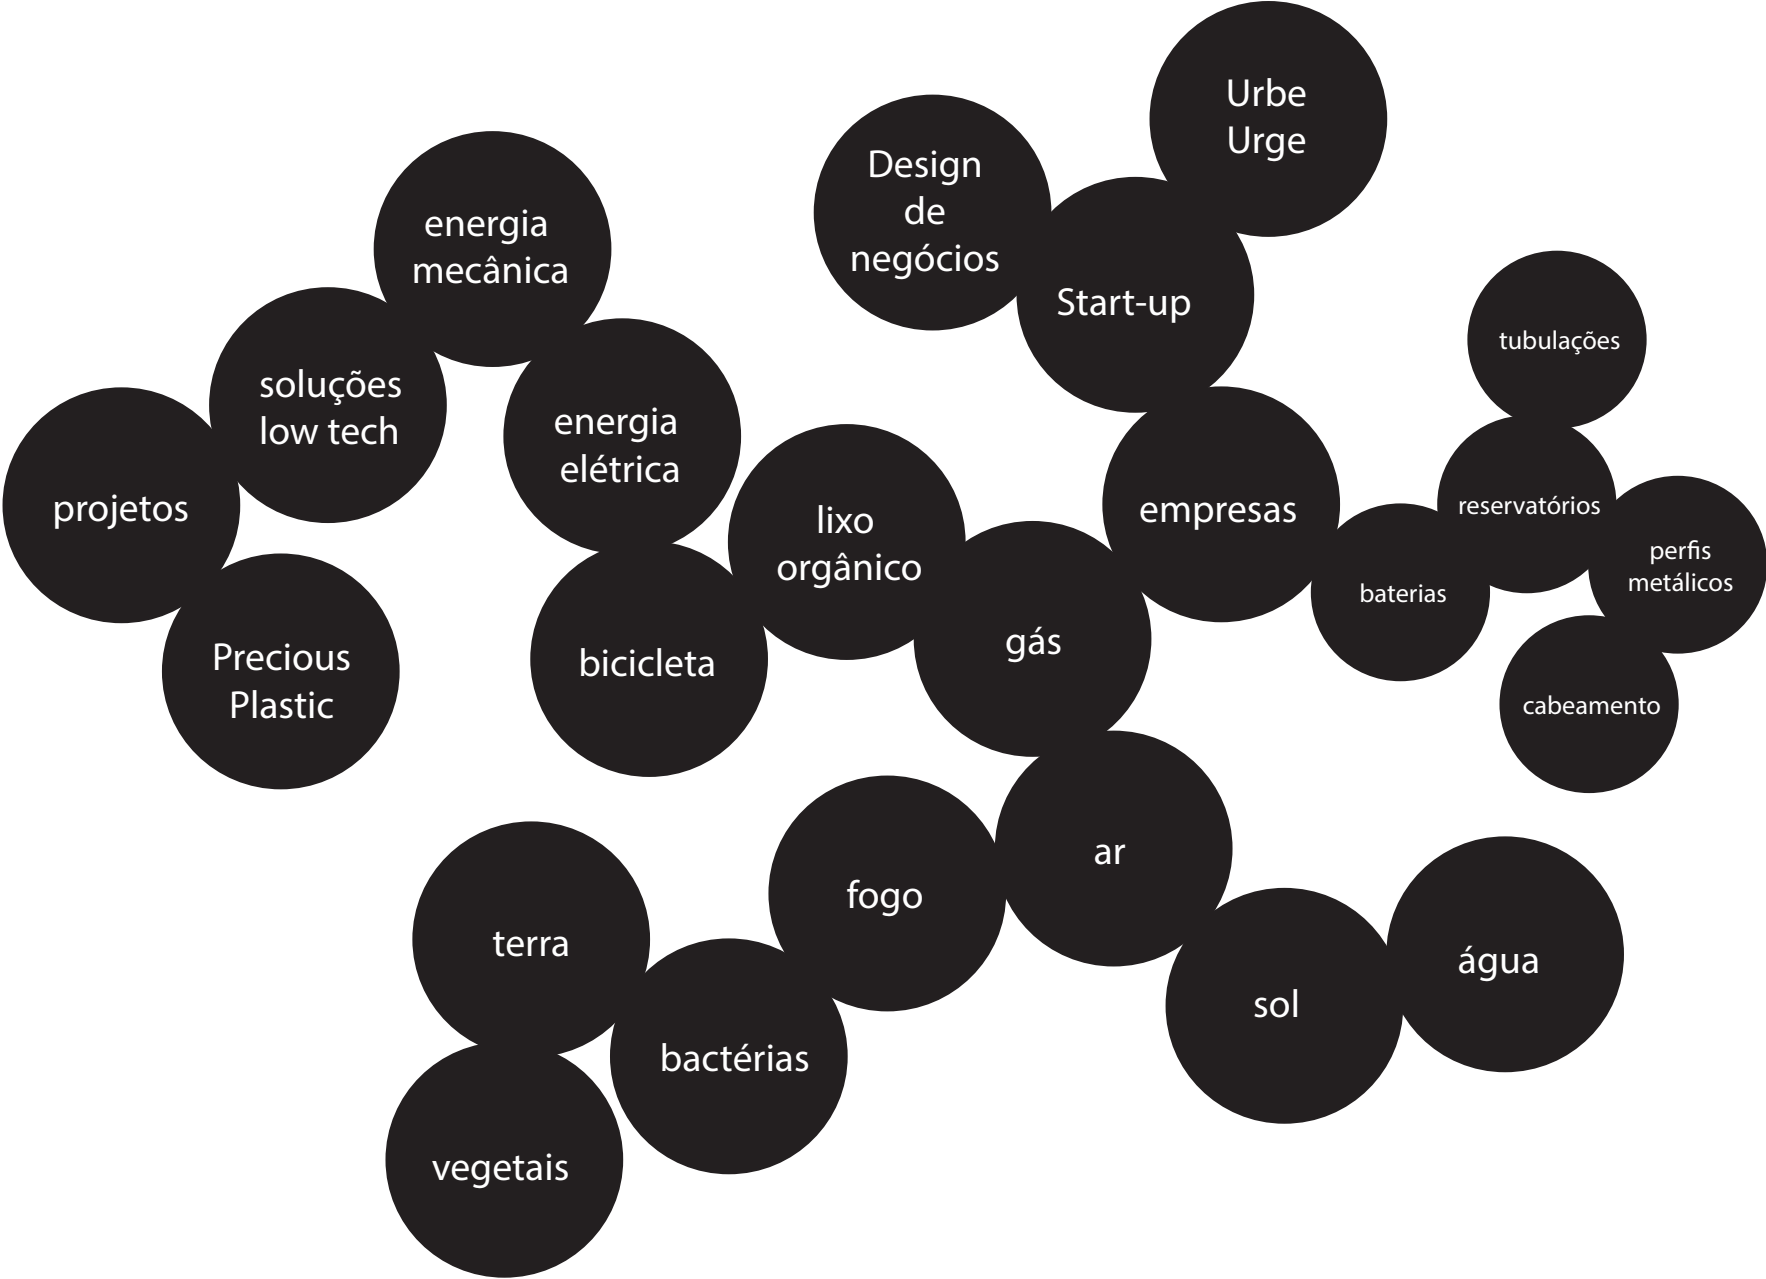 Urbe
Urge
Design
de
negócios
energia
mecânica
Start-up
tubulações
soluções
low tech
energia
elétrica
projetos
lixo
orgânico
empresas
reservatórios
perfis
metálicos
baterias
gás
bicicleta
Precious
Plastic
cabeamento
ar
fogo
terra
água
sol
bactérias
vegetais